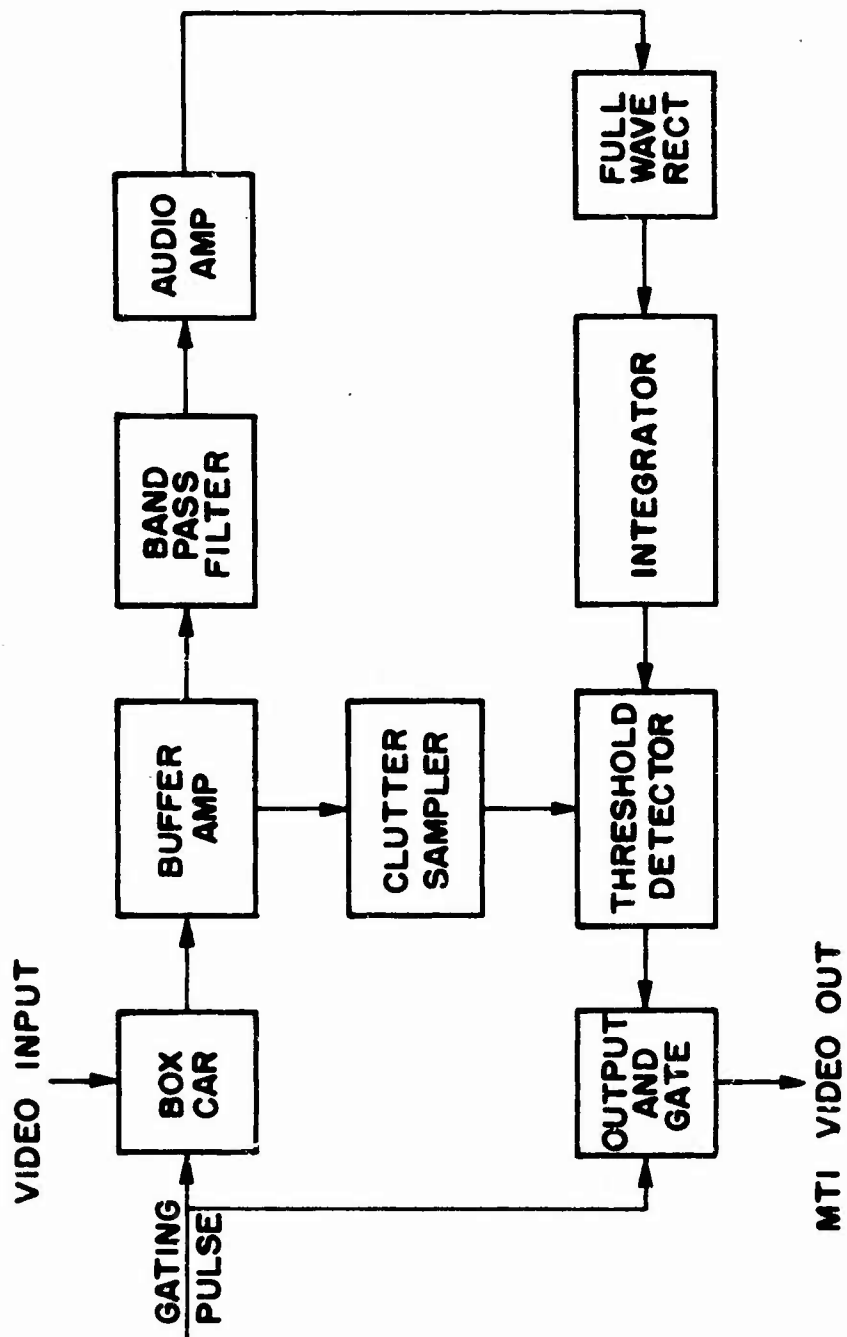 VIDEO INPUT
GATING
PULSE
BOX
CAR
BUFFER
AMP
BAND
PASS
FILTER
AUDIO
AMP
CLUTTER
SAMPLER
OUTPUT
AND
GATE
THRESHOLD
DETECTOR
INTEGRATOR
FULL
WAVE
RECT
MTI VIDEO OUT